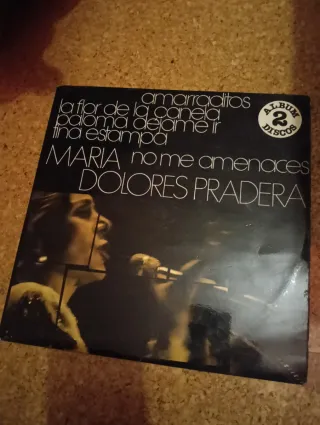 amarraditos
la flor de la canela
paloma dejame ir
fina estampa
ALBUM
2
DISCOS
MARIA no me amenaces
DOLORES PRADERA